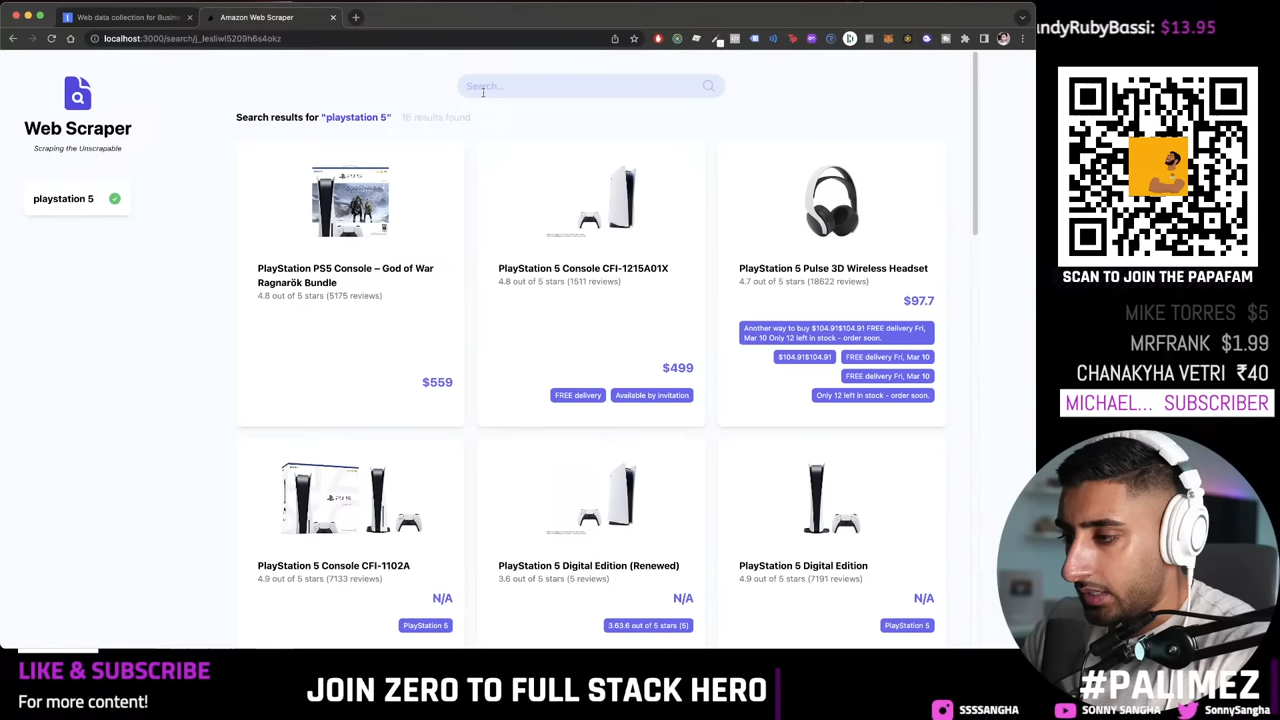 Web data collection for Busin
Amazon Web Scraper
localhost:3000/search/j_lesliwl5209h6s4okz
andyRubyBassi: $13.95
Search...
Web Scraper
Scraping the Unscrapable
playstation 5
Search results for "playstation 5" 16 results found
PlayStation PS5 Console – God of War
Ragnarök Bundle
4.8 out of 5 stars (5175 reviews)
$559
PlayStation 5 Console CFI-1215A01X
4.8 out of 5 stars (1511 reviews)
$499
FREE delivery
Available by invitation
PlayStation 5 Pulse 3D Wireless Headset
4.7 out of 5 stars (18622 reviews)
$97.7
Another way to buy $104.91$104.91 FREE delivery Fri,
Mar 10 Only 12 left in stock - order soon.
$104.91$104.91
FREE delivery Fri, Mar 10
FREE delivery Fri, Mar 10
Only 12 left in stock - order soon.
PS5
PlayStation 5 Console CFI-1102A
4.9 out of 5 stars (7133 reviews)
N/A
PlayStation 5
PlayStation 5 Digital Edition (Renewed)
3.6 out of 5 stars (5 reviews)
N/A
3.63.6 out of 5 stars (5)
PlayStation 5 Digital Edition
4.9 out of 5 stars (7191 reviews)
N/A
PlayStation 5
SCAN TO JOIN THE PAPAFAM
MIKE TORRES $5
MRFRANK $1.99
CHANAKYHA VETRI ₹40
MICHAEL... SUBSCRIBER
LIKE & SUBSCRIBE
For more content!
JOIN ZERO TO FULL STACK HERO
#PALIMEZ
SSSSANGHA
SONNY SANGHA
SonnySangha